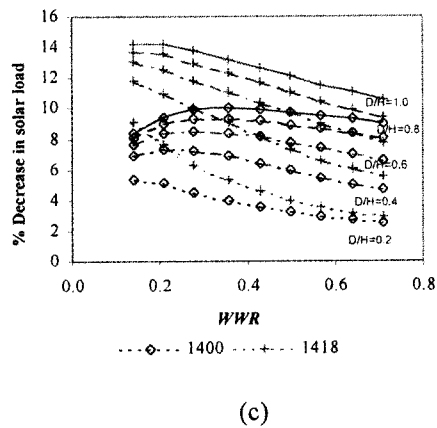 16
14
12
10
8
6
4
2
0
% Decrease in solar load
D/H=1.0
D/H=0.8
D/H=0.6
D/H=0.4
D/H=0.2
0.0 0.2 0.4 0.6 0.8
WWR
1400 1418
(c)